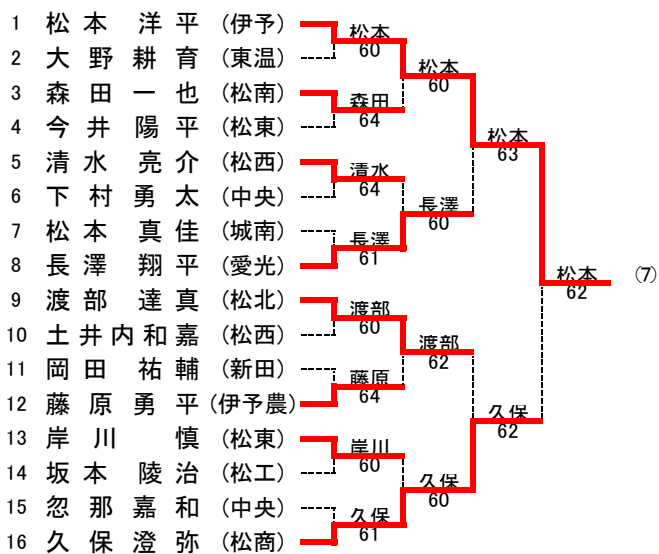 1 松本 洋平 (伊予)
2 大野耕育 (東温)
3 森田一也 (松南)
4 今井陽平 (松東)
5 清水亮介 (松西)
6 下村勇太 (中央)
7 松本真佳 (城南)
8 長澤翔平 (愛光)
9 渡部達真 (松北)
10 土井内和嘉 (松西)
11 岡田祐輔 (新田)
12 藤原勇平 (伊予農)
13 岸川 慎 (松東)
14 坂本陵治 (松工)
15 忽那嘉和 (中央)
16 久保澄弥 (松商)
松本
60
森田
64
清水
64
長澤
61
渡部
60
藤原
64
岸川
60
久保
61
松本
60
長澤
60
渡部
62
久保
60
松本
63
久保
62
松本
62
(7)